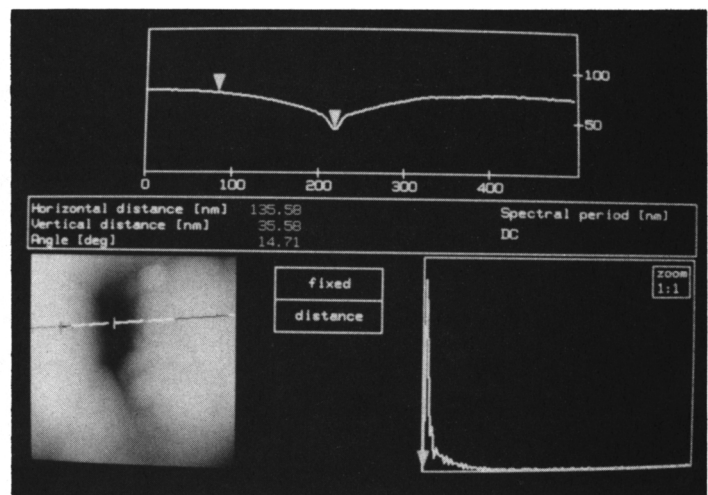 100
50
0 100 200 300 400
Horizontal distance [nm] 135.58
Vertical distance [nm] 35.58
Angle [deg] 14.71
Spectral period [nm]
DC
fixed
distance
zoom
1:1